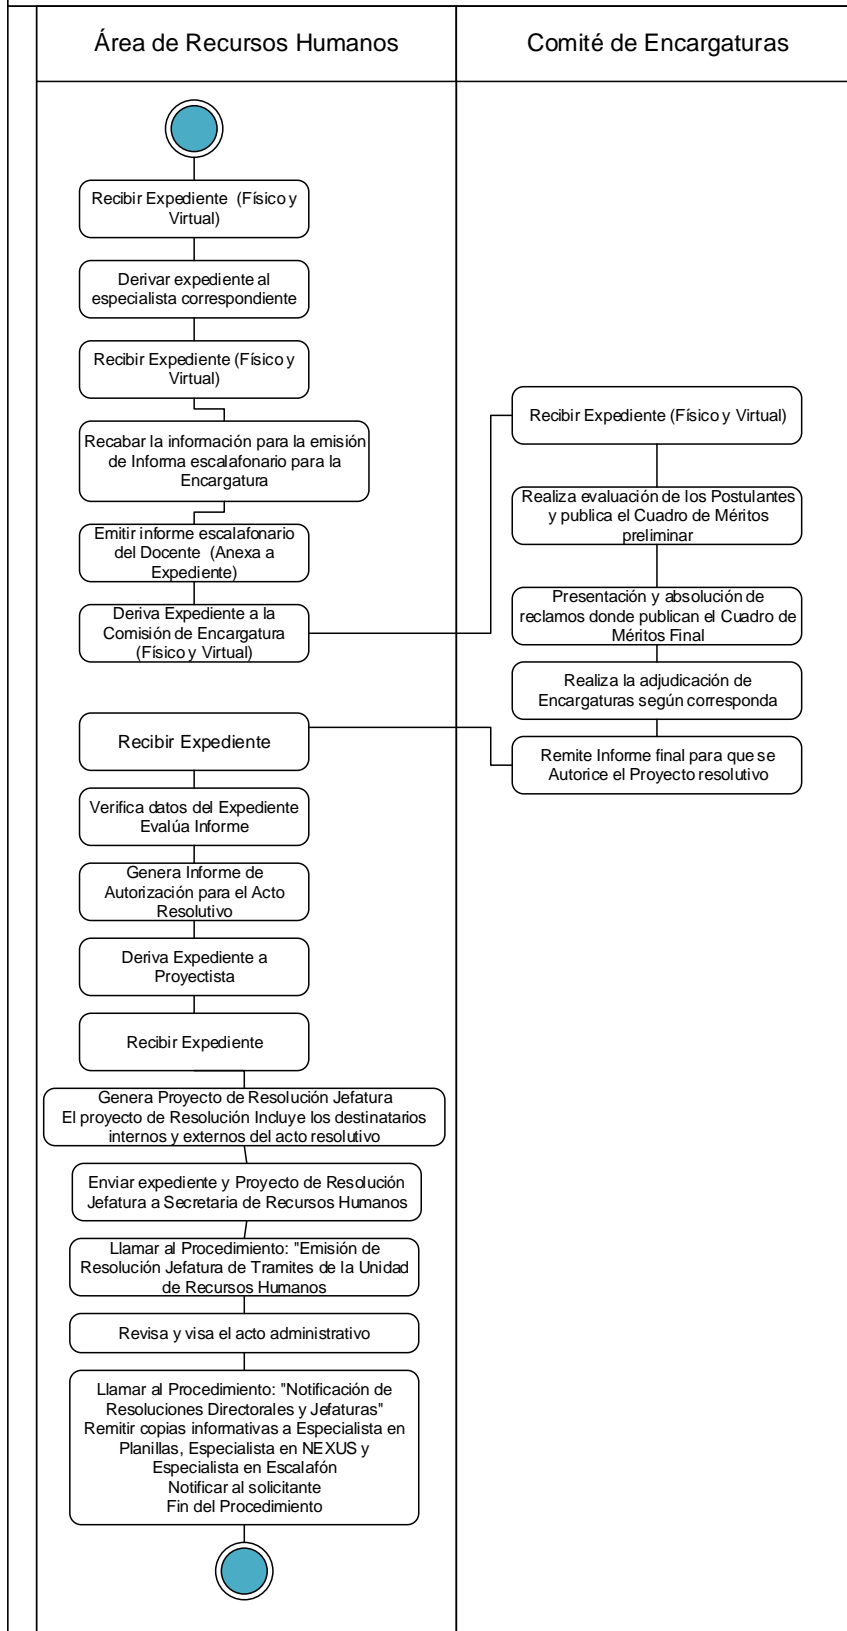 Área de Recursos Humanos
Comité de Encargaturas
Recibir Expediente (Físico y
Virtual)
Derivar expediente al
especialista correspondiente
Recibir Expediente (Físico y
Virtual)
Recabar la información para la emisión
de Informa escalafonario para la
Encargatura
Emitir informe escalafonario
del Docente (Anexa a
Expediente)
Deriva Expediente a la
Comisión de Encargatura
(Físico y Virtual)
Recibir Expediente (Físico y Virtual)
Realiza evaluación de los Postulantes
y publica el Cuadro de Méritos
preliminar
Presentación y absolución de
reclamos donde publican el Cuadro de
Méritos Final
Realiza la adjudicación de
Encargaturas según corresponda
Remite Informe final para que se
Autorice el Proyecto resolutivo
Recibir Expediente
Verifica datos del Expediente
Evalúa Informe
Genera Informe de
Autorización para el Acto
Resolutivo
Deriva Expediente a
Proyectista
Recibir Expediente
Genera Proyecto de Resolución Jefatura
El proyecto de Resolución Incluye los destinatarios
internos y externos del acto resolutivo
Enviar expediente y Proyecto de Resolución
Jefatura a Secretaria de Recursos Humanos
Llamar al Procedimiento: "Emisión de
Resolución Jefatura de Tramites de la Unidad
de Recursos Humanos
Revisa y visa el acto administrativo
Llamar al Procedimiento: "Notificación de
Resoluciones Directorales y Jefaturas"
Remitir copias informativas a Especialista en
Planillas, Especialista en NEXUS y
Especialista en Escalafón
Notificar al solicitante
Fin del Procedimiento